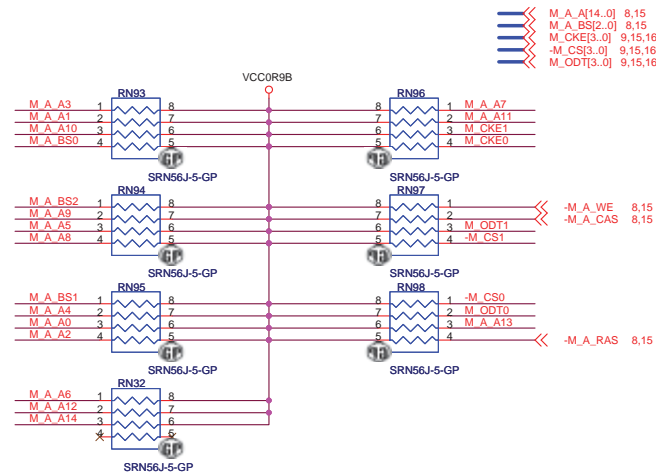 M_A_A[14..0] 8,15
M_A_BS[2..0] 8,15
M_CKE[3..0] 9,15,16
-M_CS[3..0] 9,15,16
M_ODT[3..0] 9,15,16
VCC0R9B
RN93
M_A_A3 1 8
M_A_A1 2 7
M_A_A10 3 6
M_A_BS0 4 5
GP
SRN56J-5-GP
RN96
8 1 M_A_A7
7 2 M_A_A11
6 3 M_CKE1
5 4 M_CKE0
GP
SRN56J-5-GP
RN94
M_A_BS2 1 8
M_A_A9 2 7
M_A_A5 3 6
M_A_A8 4 5
GP
SRN56J-5-GP
RN97
8 1 -M_A_WE 8,15
7 2 -M_A_CAS 8,15
6 3 M_ODT1
5 4 -M_CS1
GP
SRN56J-5-GP
RN95
M_A_BS1 1 8
M_A_A4 2 7
M_A_A0 3 6
M_A_A2 4 5
GP
SRN56J-5-GP
RN98
8 1 -M_CS0
7 2 M_ODT0
6 3 M_A_A13
5 4 -M_A_RAS 8,15
GP
SRN56J-5-GP
RN32
M_A_A6 1 8
M_A_A12 2 7
M_A_A14 3 6
4 5
GP
SRN56J-5-GP